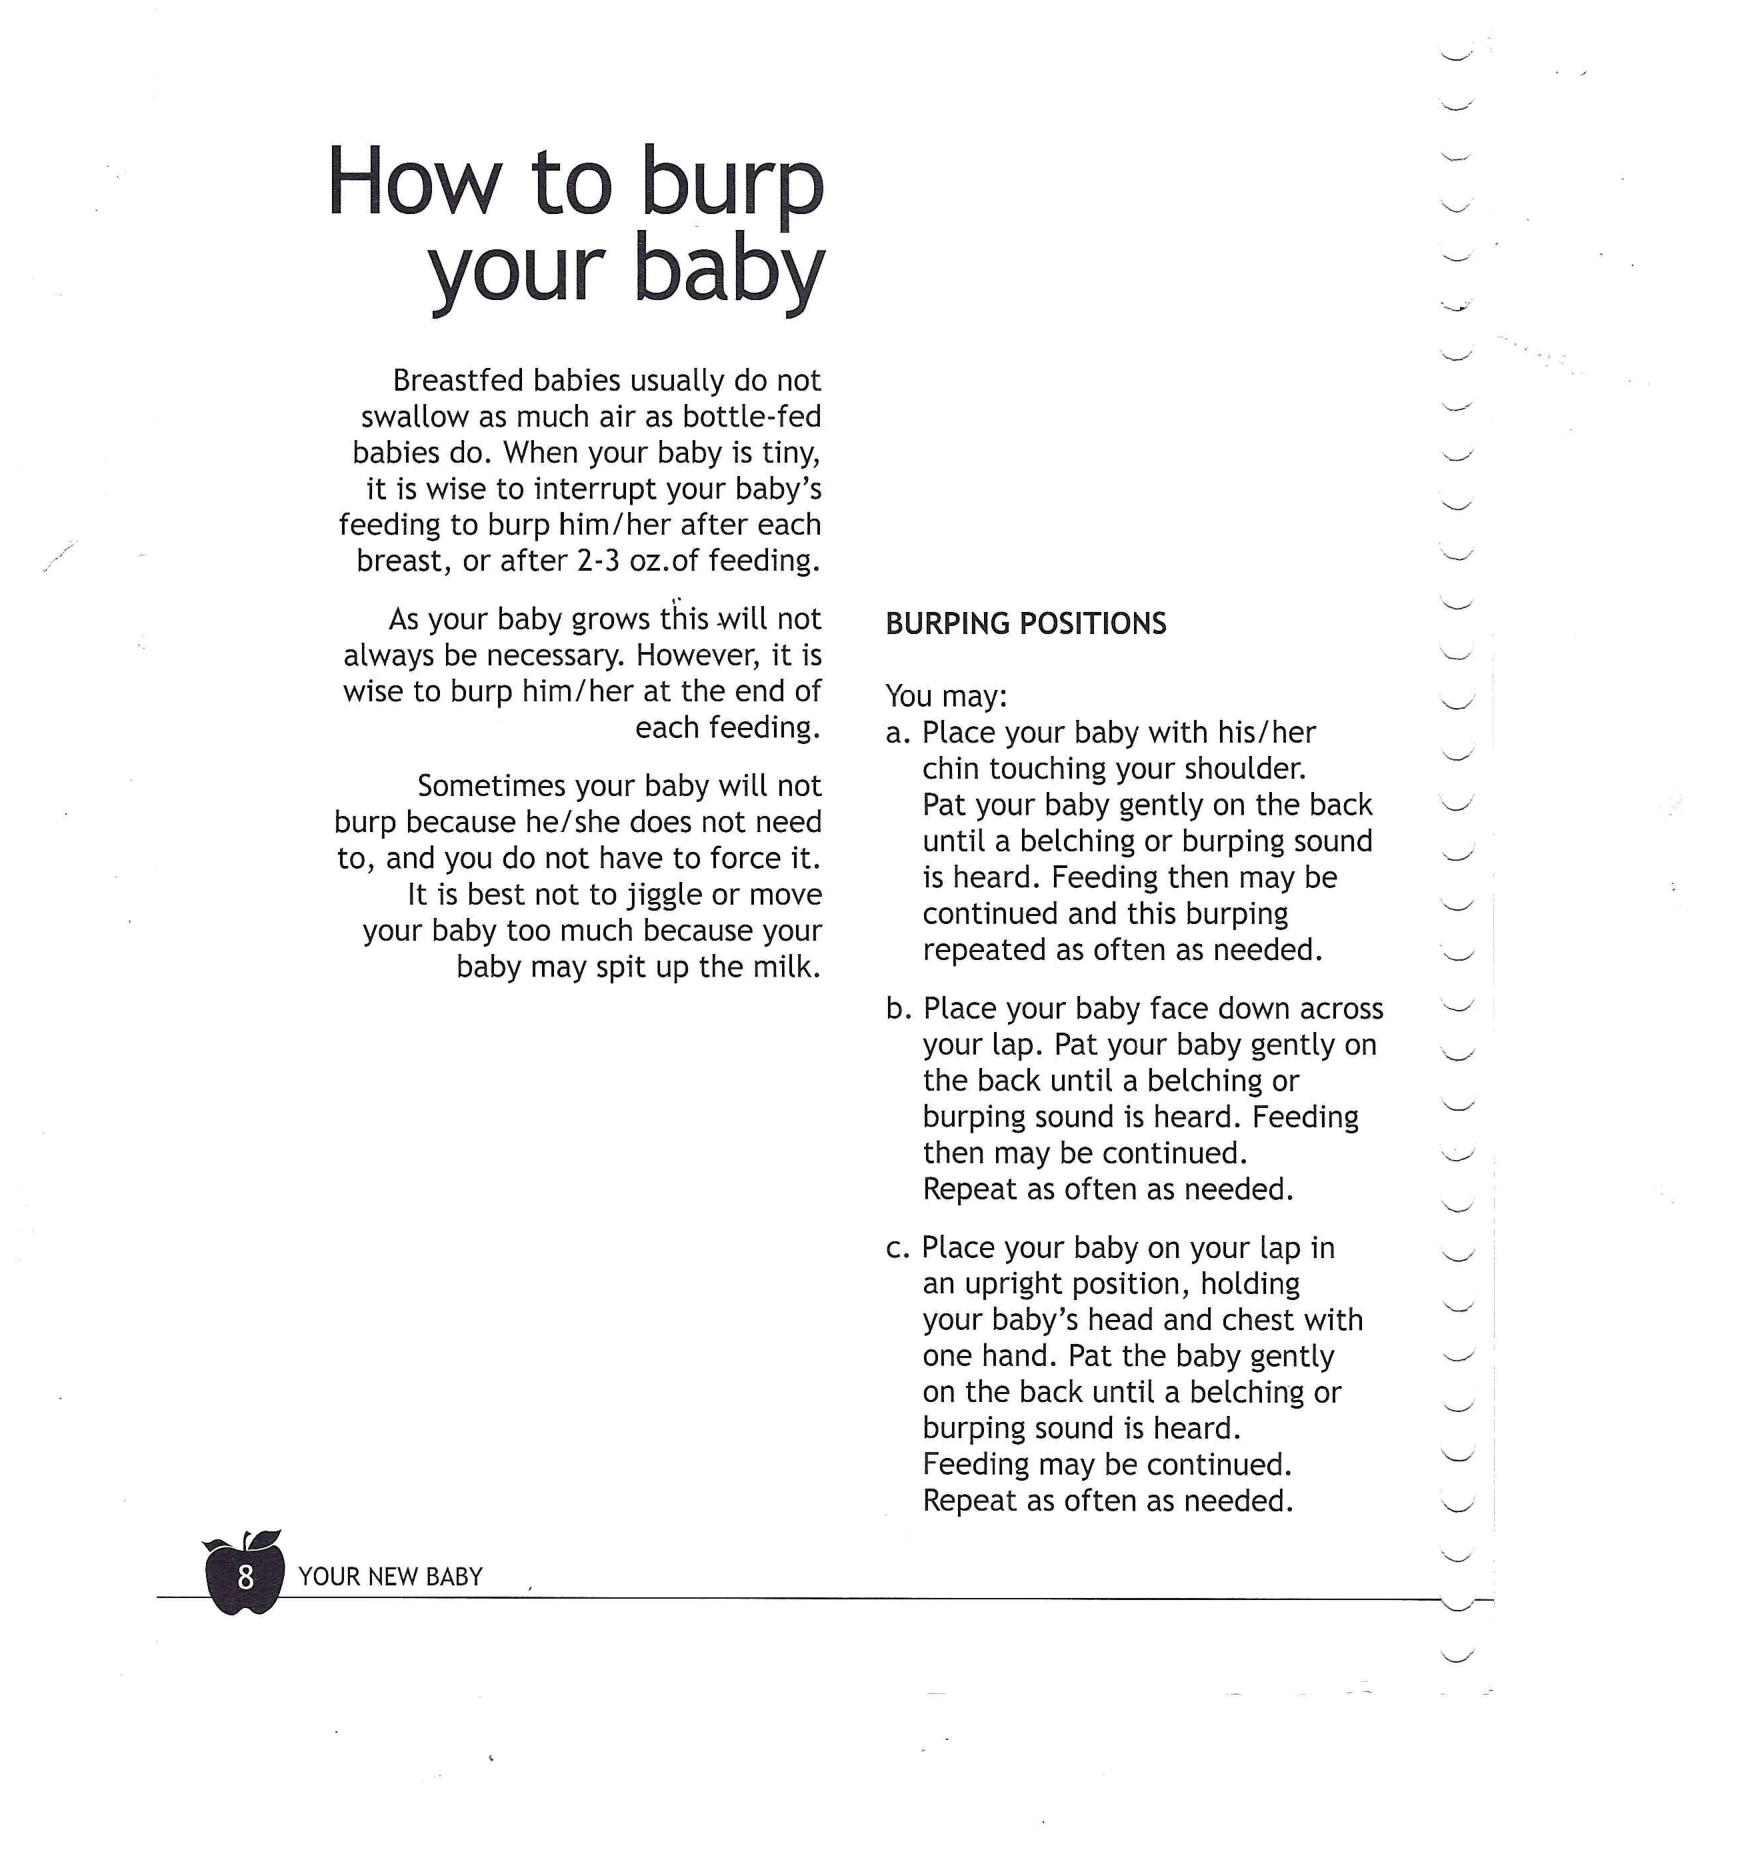 How to burp
your baby
Breastfed babies usually do not
swallow as much air as bottle-fed
babies do. When your baby is tiny,
it is wise to interrupt your baby’s
feeding to burp him/her after each
breast, or after 2-3 oz.of feeding.
As your baby grows this will not
always be necessary. However, it is
wise to burp him/her at the end of
each feeding.
Sometimes your baby will not
burp because he/she does not need
to, and you do not have to force it.
It is best not to jiggle or move
your baby too much because your
baby may spit up the milk.
BURPING POSITIONS
You may:
a. Place your baby with his/her
chin touching your shoulder.
Pat your baby gently on the back
until a belching or burping sound
is heard. Feeding then may be
continued and this burping
repeated as often as needed.
b. Place your baby face down across
your lap. Pat your baby gently on
the back until a belching or
burping sound is heard. Feeding
then may be continued.
Repeat as often as needed.
c. Place your baby on your lap in
an upright position, holding
your baby’s head and chest with
one hand. Pat the baby gently
on the back until a belching or
burping sound is heard.
Feeding may be continued.
Repeat as often as needed.
8 YOUR NEW BABY